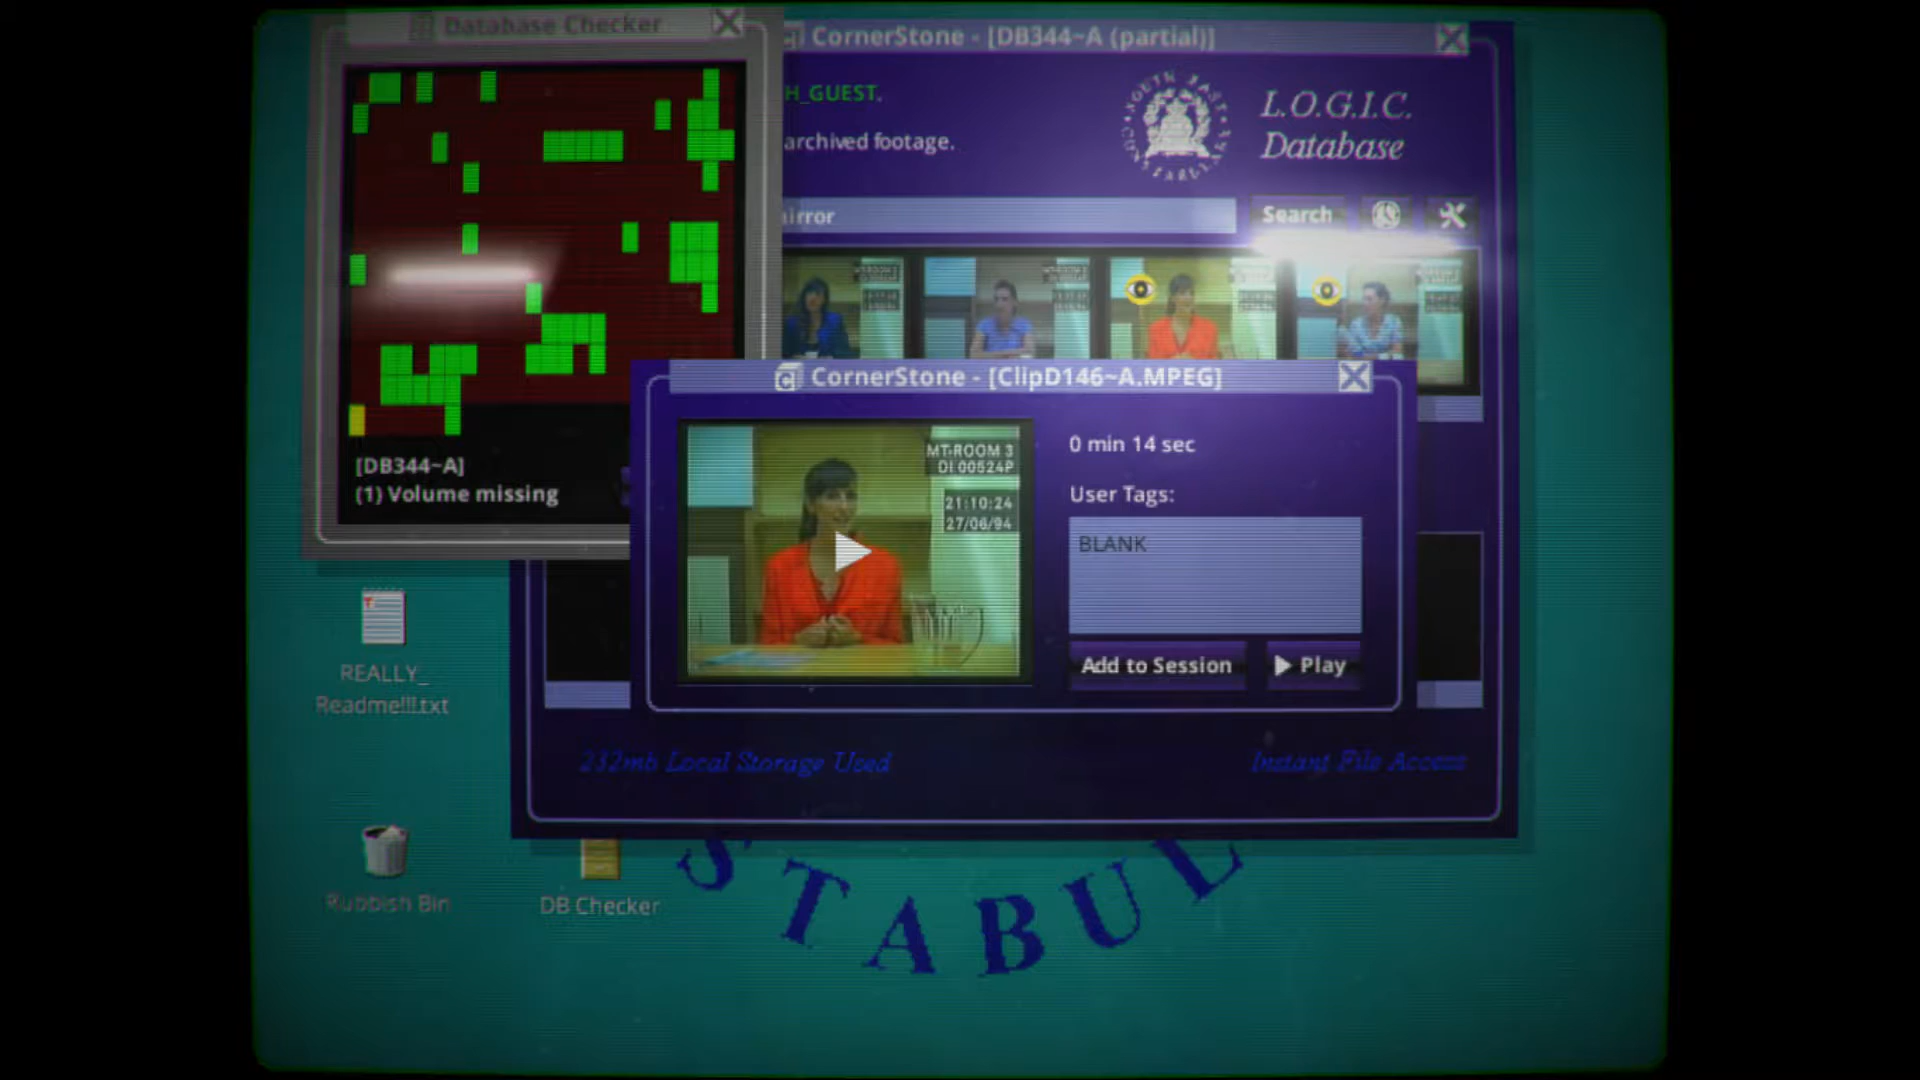 Database Checker
CornerStone - [DB344~A (partial)]
H_GUEST.
archived footage.
L.O.G.I.C.
Database
irror
Search
[DB344~A]
(1) Volume missing
CornerStone - [ClipD146~A.MPEG]
MT-ROOM 3
DI.00524P
21:10:24
27/06/94
0 min 14 sec
User Tags:
BLANK
Add to Session
Play
REALLY_
Readme!!!.txt
232mb Local Storage Used
Instant File Access
Rubbish Bin
DB Checker
STABUL